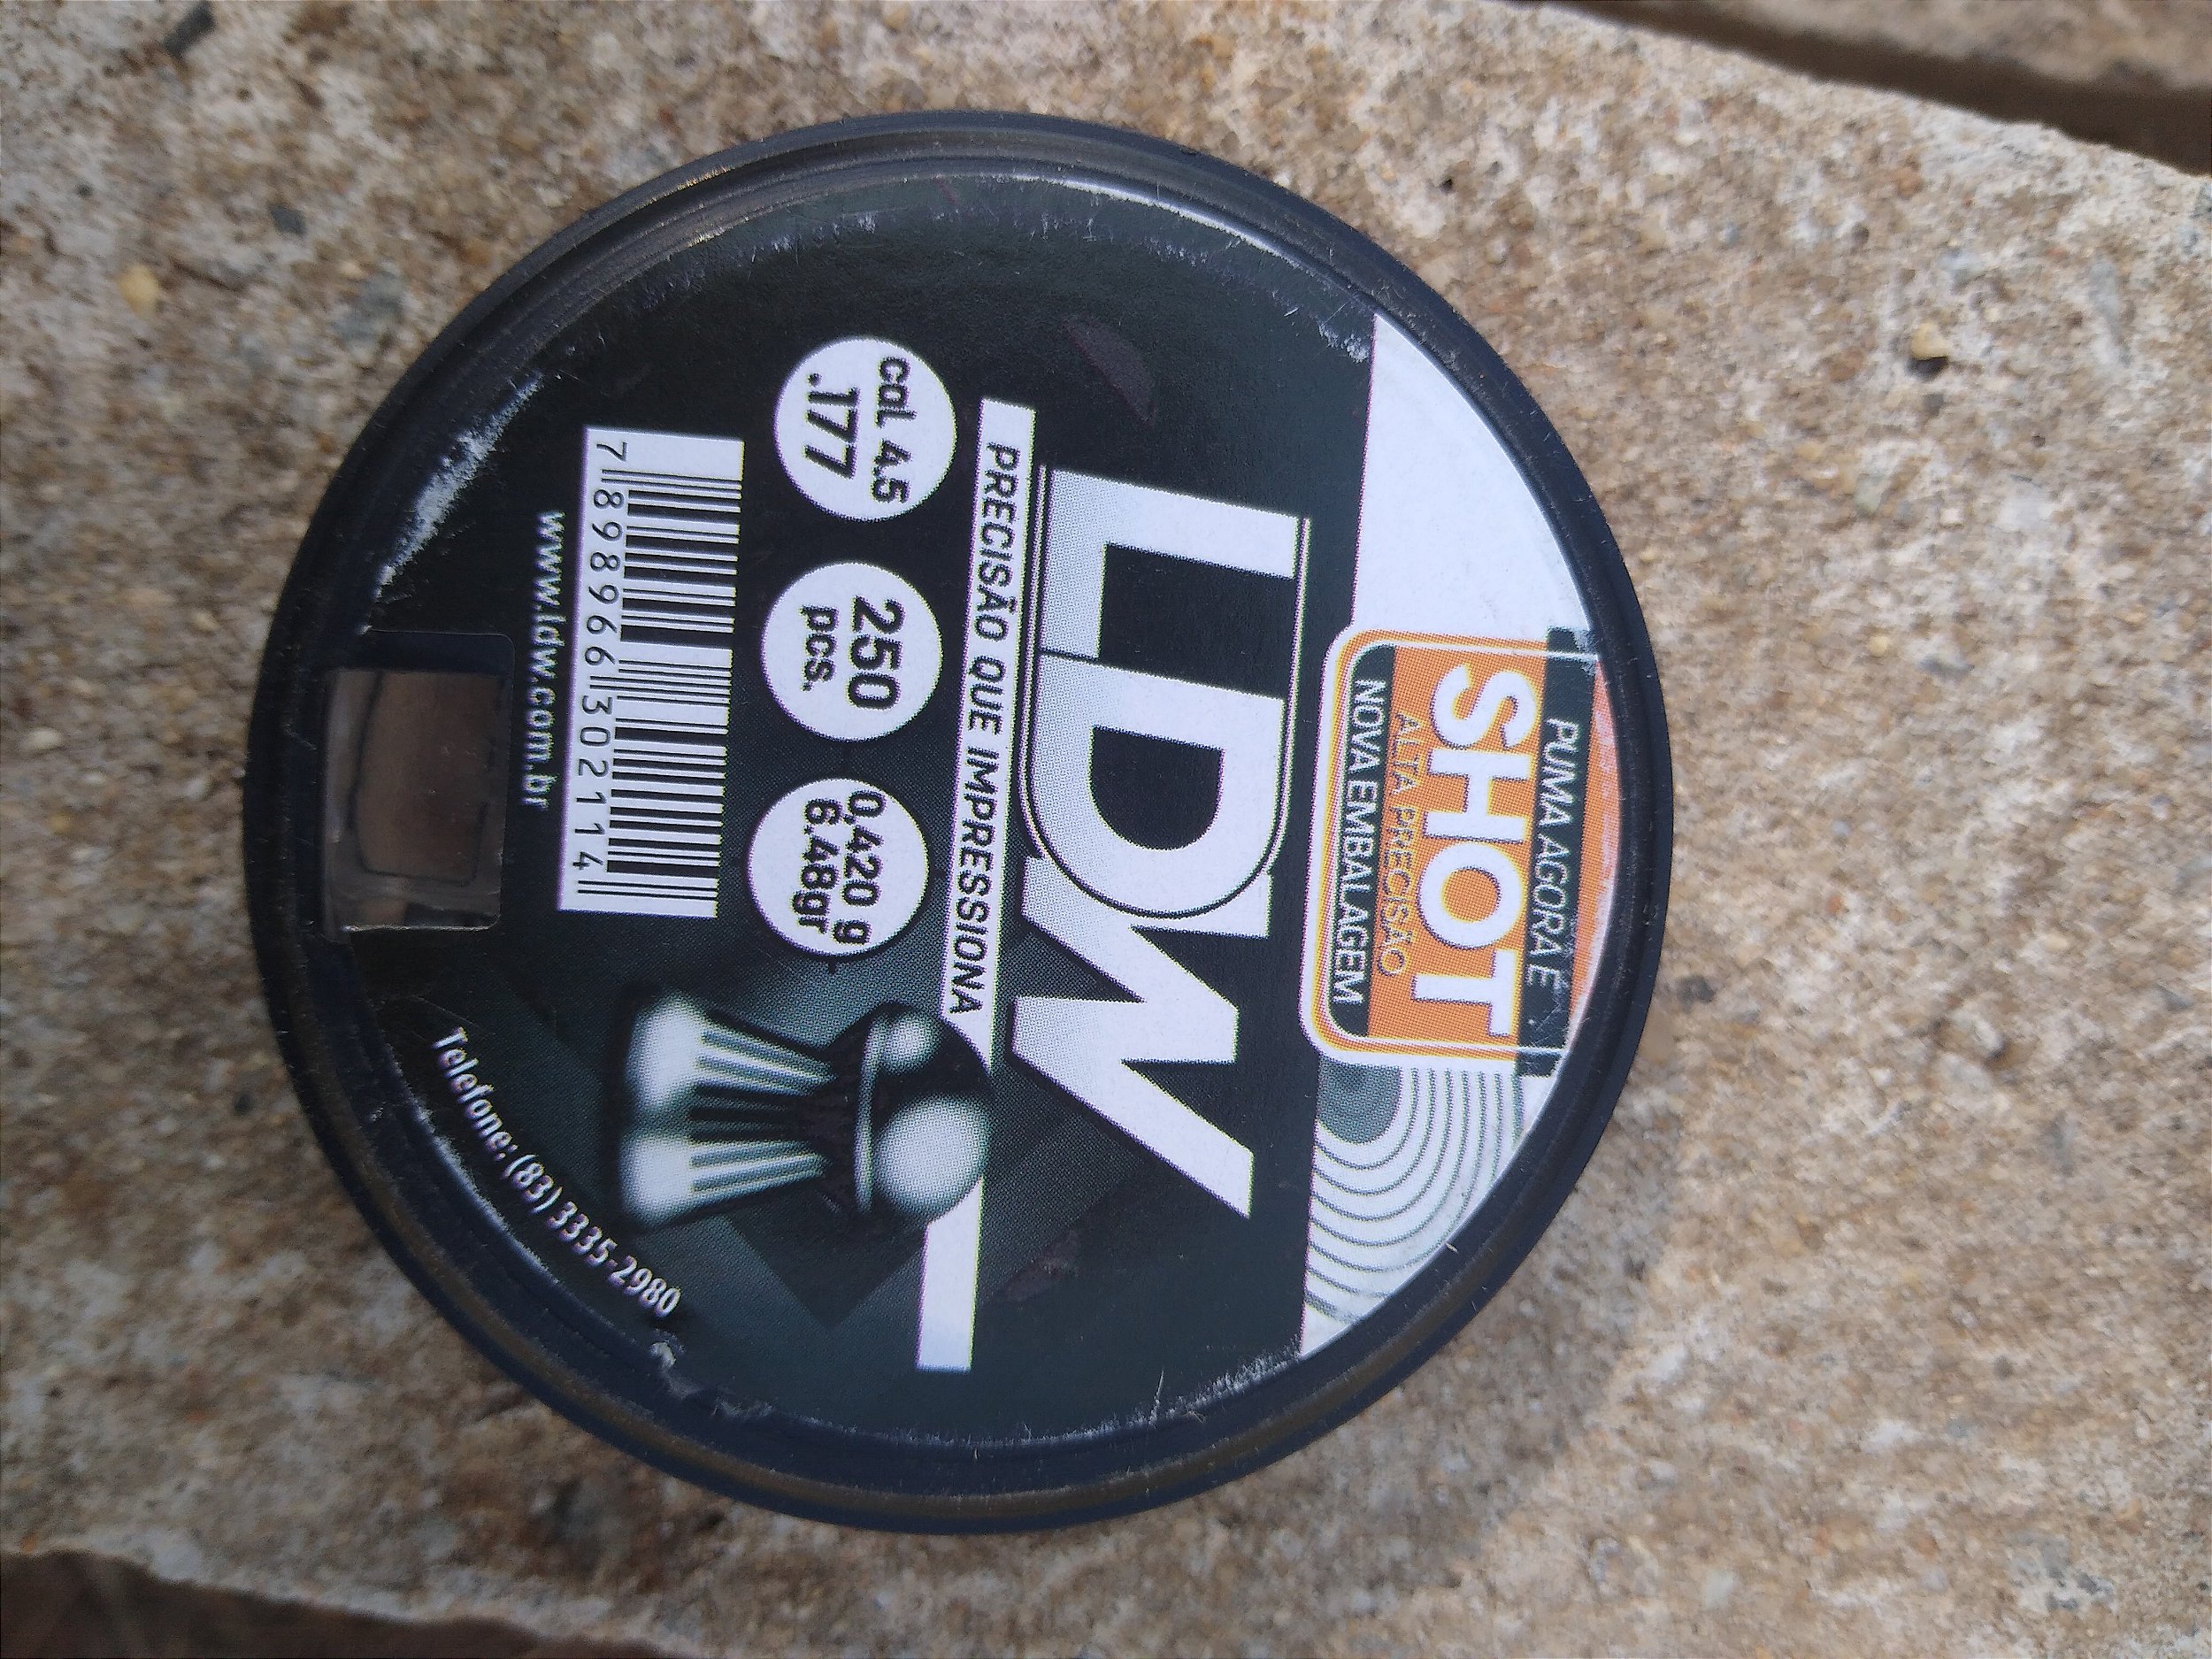 PUMA AGORA É
SHOT
ALTA PRECISÃO
NOVA EMBALAGEM
LDW
PRECISÃO QUE IMPRESSIONA
cal. 4.5
.177
250
pcs.
0,420 g
6.48gr
7 898966 302114
www.ldw.com.br
Telefone: (83) 3335-2980